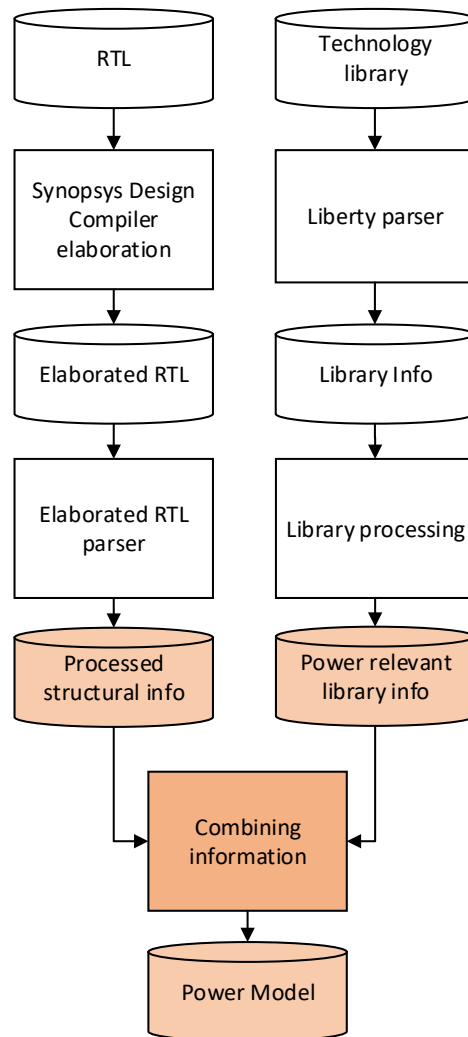 RTL
Technology
library
Synopsys Design
Compiler
elaboration
Liberty parser
Elaborated RTL
Library Info
Elaborated RTL
parser
Library processing
Processed
structural info
Power relevant
library info
Combining
information
Power Model